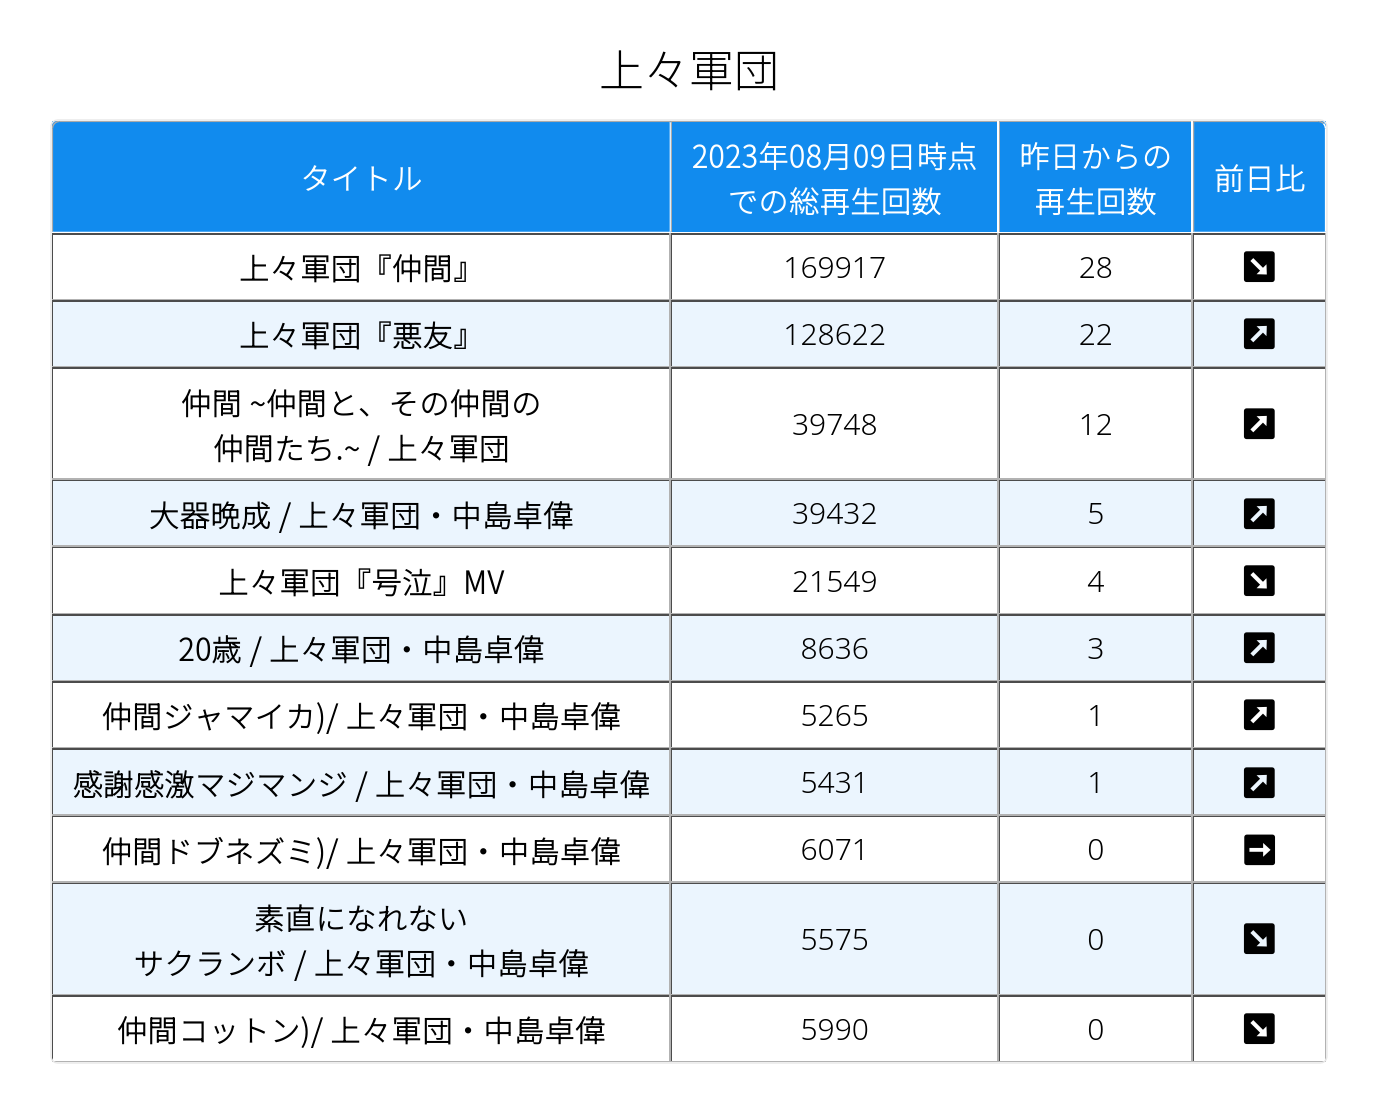 上々軍団
タイトル
2023年08月09日時点
での総再生回数
昨日からの
再生回数
前日比
上々軍団『仲間』 169917 28 ↘
上々軍団『悪友』 128622 22 ↗
仲間 ~仲間と、その仲間の
仲間たち.~ / 上々軍団
39748 12 ↗
大器晩成 / 上々軍団・中島卓偉 39432 5 ↗
上々軍団『号泣』MV 21549 4 ↘
20歳 / 上々軍団・中島卓偉 8636 3 ↗
仲間ジャマイカ)/ 上々軍団・中島卓偉 5265 1 ↗
感謝感激マジマンジ / 上々軍団・中島卓偉 5431 1 ↗
仲間ドブネズミ)/ 上々軍団・中島卓偉 6071 0 →
素直になれない
サクランボ / 上々軍団・中島卓偉
5575 0 ↘
仲間コットン)/ 上々軍団・中島卓偉 5990 0 ↘